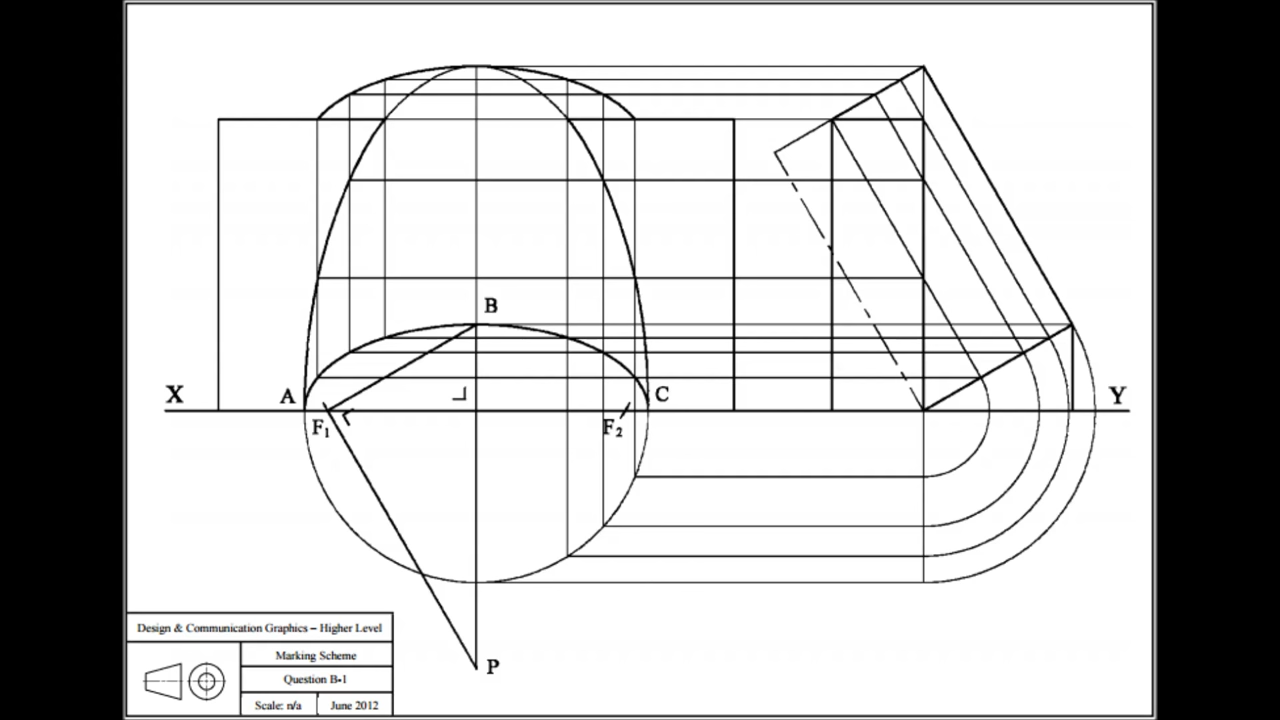 B
X
A
C
Y
F1
F2
P
Design & Communication Graphics – Higher Level
Marking Scheme
Question B-1
Scale: n/a
June 2012